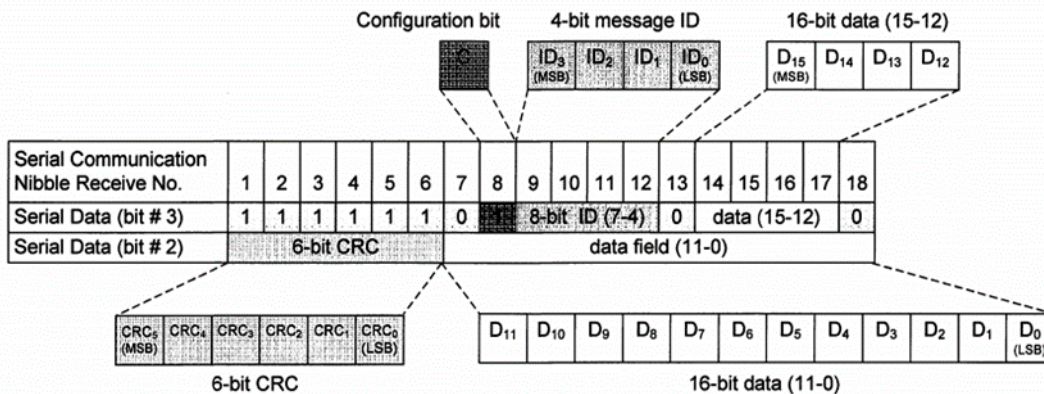 Configuration bit 4-bit message ID 16-bit data (15-12)
C ID3 (MSB) ID2 ID1 ID0 (LSB) D15 (MSB) D14 D13 D12
Serial Communication Nibble Receive No. 1 2 3 4 5 6 7 8 9 10 11 12 13 14 15 16 17 18
Serial Data (bit # 3) 1 1 1 1 1 1 0 1 8-bit ID (7-4) 0 data (15-12) 0
Serial Data (bit # 2) 6-bit CRC data field (11-0)
CRC5 (MSB) CRC4 CRC3 CRC2 CRC1 CRC0 (LSB) D11 D10 D9 D8 D7 D6 D5 D4 D3 D2 D1 D0 (LSB)
6-bit CRC 16-bit data (11-0)